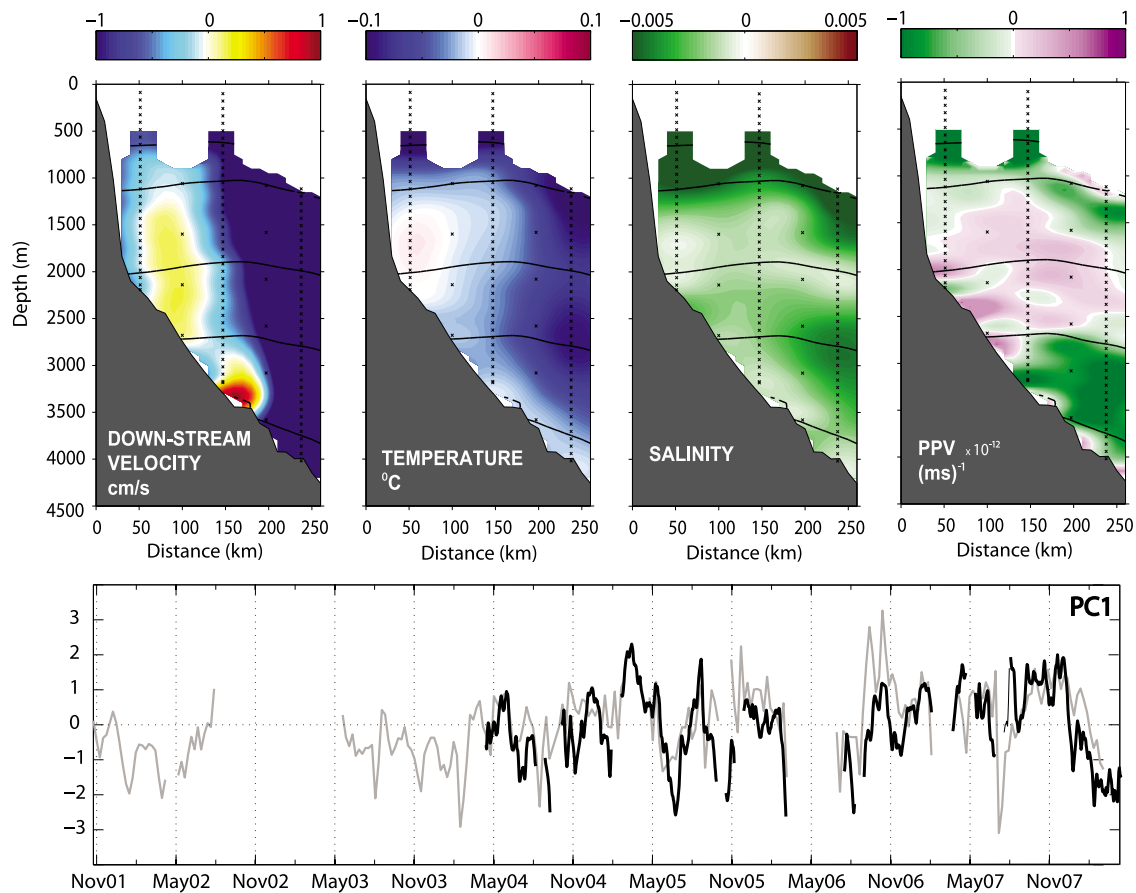 −1 0 1
−0.1 0 0.1
−0.005 0 0.005
−1 0 1
0
500
1000
1500
2000
2500
3000
3500
4000
4500
Depth (m)
DOWN-STREAM
VELOCITY
cm/s
TEMPERATURE
⁰C
SALINITY
PPV x 10⁻¹²
(ms)⁻¹
0 50 100 150 200 250
0 50 100 150 200 250
0 50 100 150 200 250
0 50 100 150 200 250
Distance (km)
Distance (km)
Distance (km)
Distance (km)
PC1
3
2
1
0
−1
−2
−3
Nov01 May02 Nov02 May03 Nov03 May04 Nov04 May05 Nov05 May06 Nov06 May07 Nov07